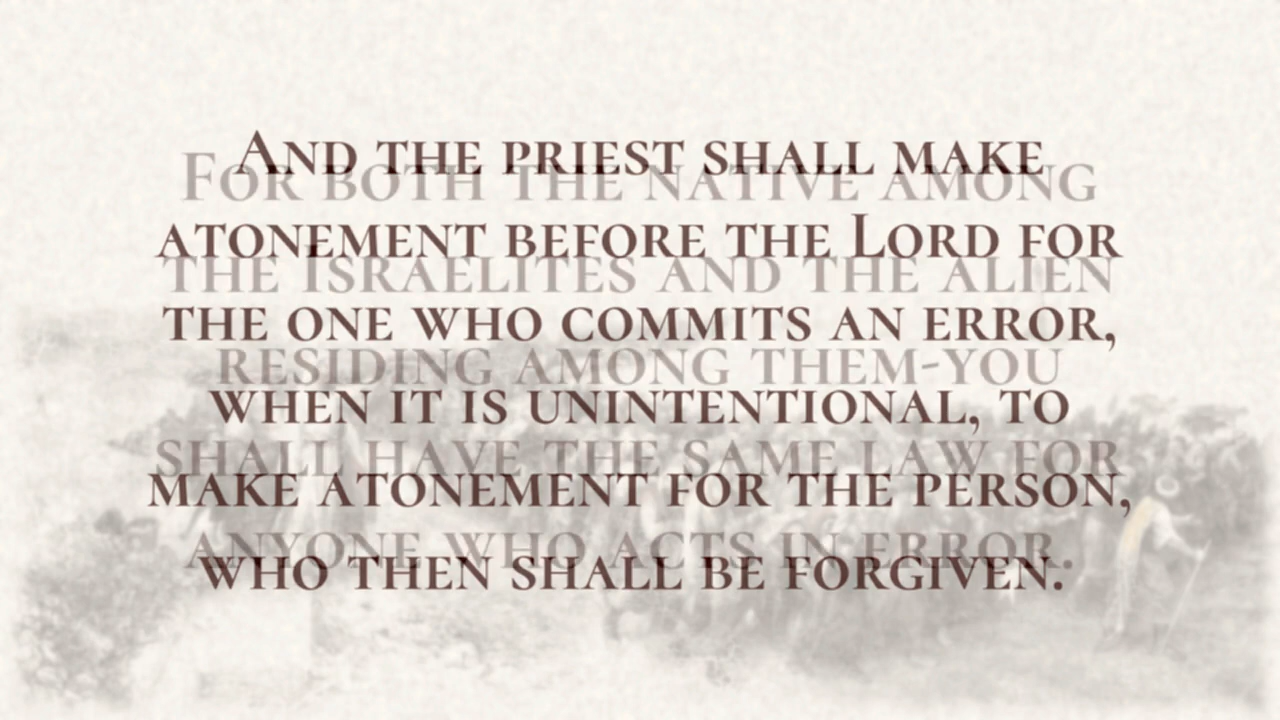 And the priest shall make
atonement before the Lord for
the one who commits an error,
when it is unintentional, to
make atonement for the person,
who then shall be forgiven.
For both the native among
the Israelites and the alien
residing among them-you
shall have the same law for
anyone who acts in error.